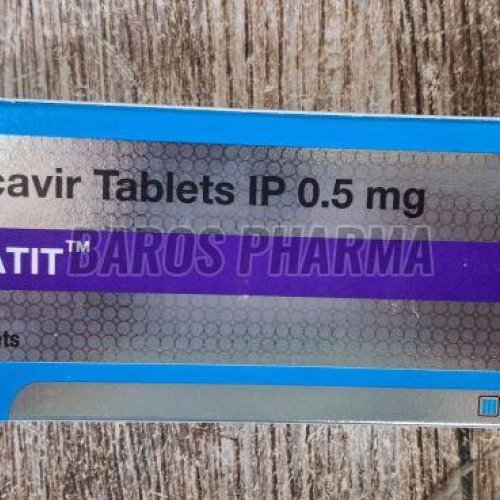 cavir Tablets IP 0.5 mg
ATIT™
BAROS PHARMA
ets